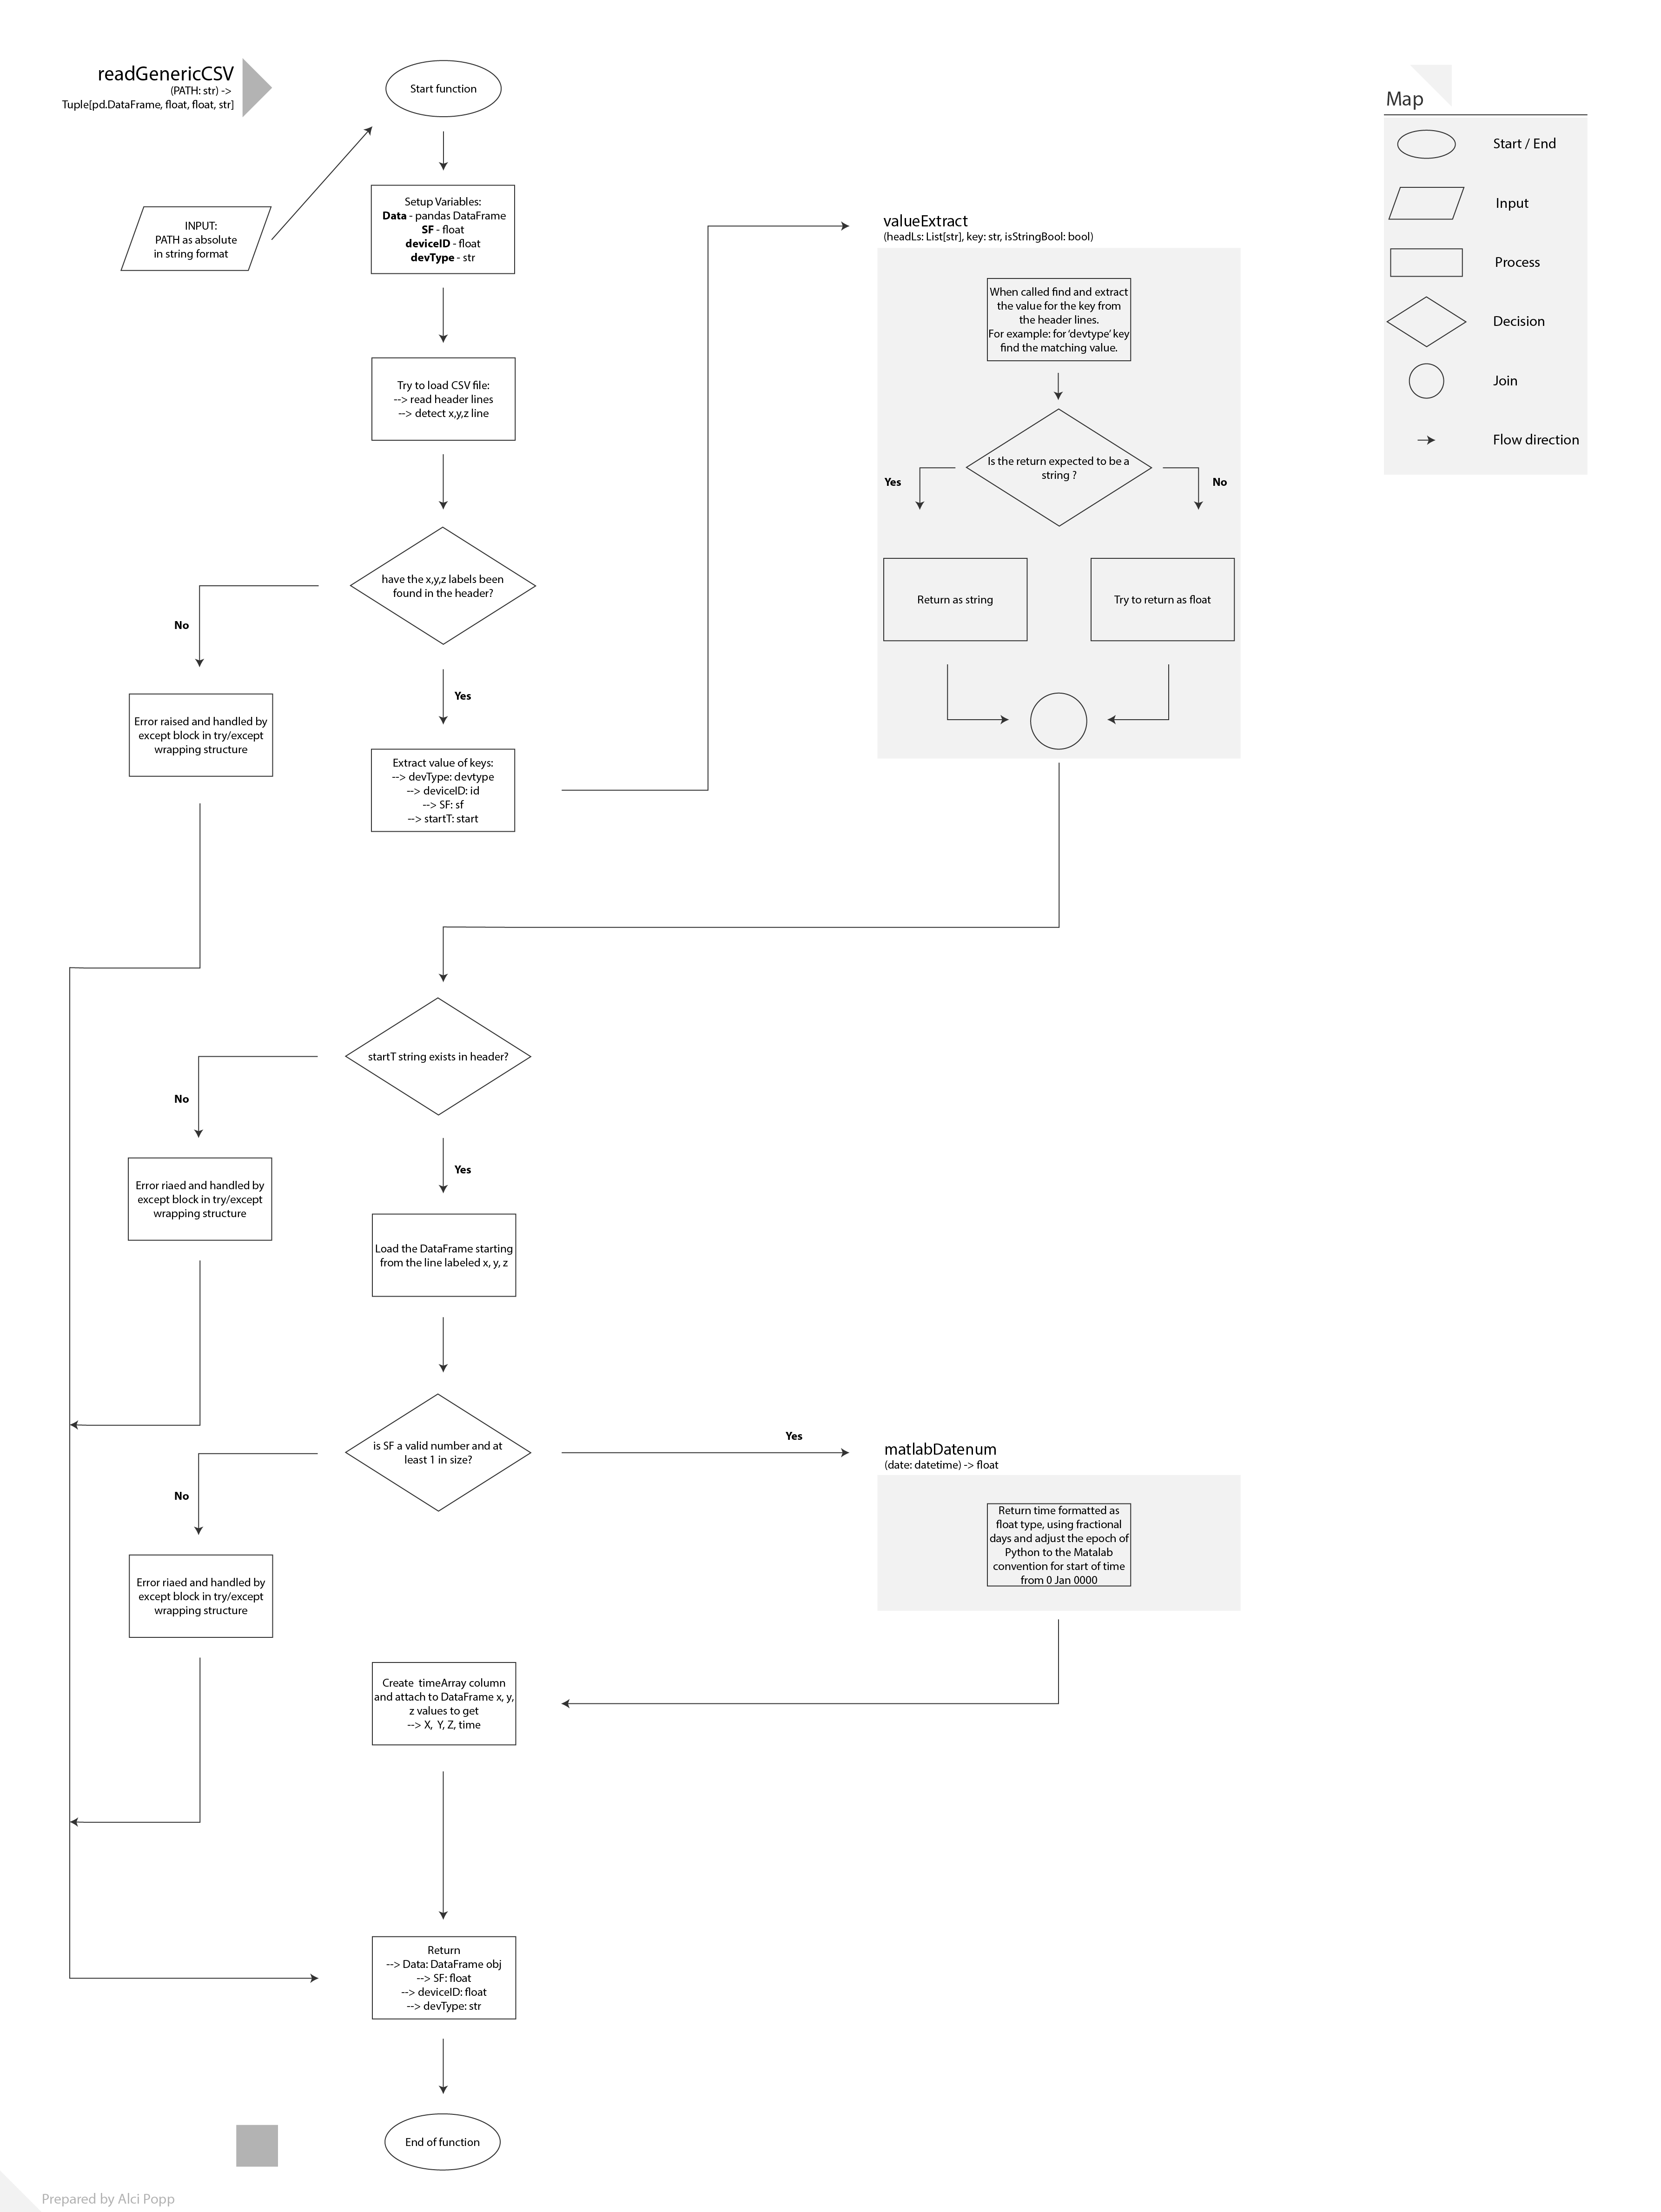 readGenericCSV
(PATH: str) ->
Tuple[pd.DataFrame, float, float, str]
Start function
INPUT:
PATH as absolute
in string format
Setup Variables:
Data - pandas DataFrame
SF - float
deviceID - float
devType - str
Try to load CSV file:
--> read header lines
--> detect x,y,z line
have the x,y,z labels been
found in the header?
No
Yes
Error raised and handled by
except block in try/except
wrapping structure
Extract value of keys:
--> devType: devtype
--> deviceID: id
--> SF: sf
--> startT: start
valueExtract
(headLs: List[str], key: str, isStringBool: bool)
When called find and extract
the value for the key from
the header lines.
For example: for ‘devtype’ key
find the matching value.
Is the return expected to be a
string ?
Yes
No
Return as string
Try to return as float
startT string exists in header?
No
Yes
Error riaed and handled by
except block in try/except
wrapping structure
Load the DataFrame starting
from the line labeled x, y, z
is SF a valid number and at
least 1 in size?
Yes
No
Error riaed and handled by
except block in try/except
wrapping structure
matlabDatenum
(date: datetime) -> float
Return time formatted as
float type, using fractional
days and adjust the epoch of
Python to the Matalab
convention for start of time
from 0 Jan 0000
Create timeArray column
and attach to DataFrame x, y,
z values to get
--> X, Y, Z, time
Return
--> Data: DataFrame obj
--> SF: float
--> deviceID: float
--> devType: str
End of function
Map
Start / End
Input
Process
Decision
Join
Flow direction
Prepared by Alci Popp